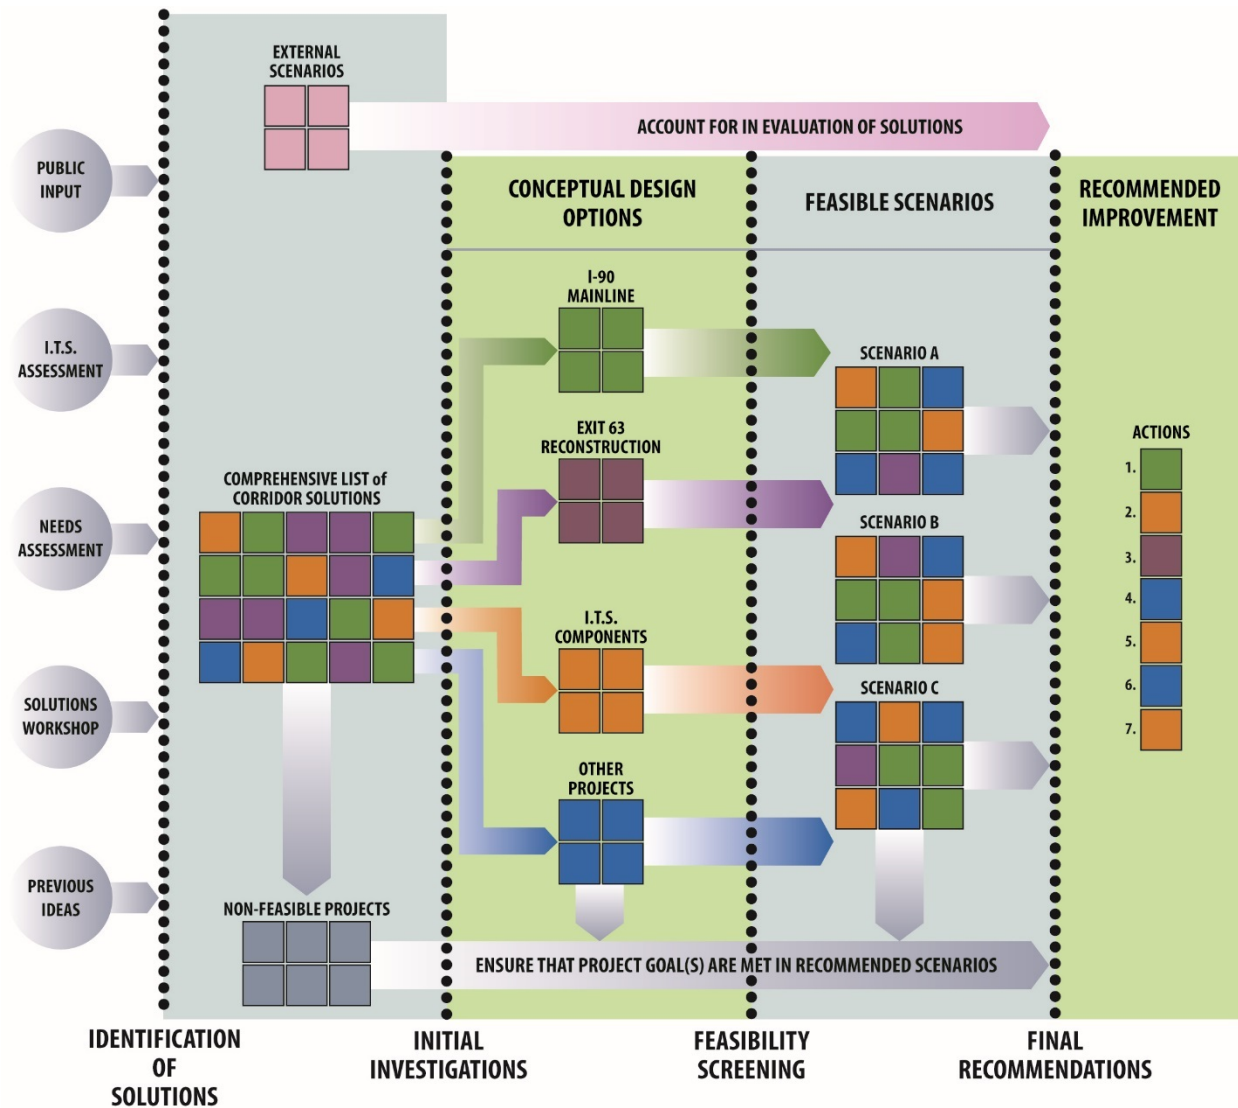 EXTERNAL
SCENARIOS
ACCOUNT FOR IN EVALUATION OF SOLUTIONS
PUBLIC
INPUT
I.T.S.
ASSESSMENT
NEEDS
ASSESSMENT
SOLUTIONS
WORKSHOP
PREVIOUS
IDEAS
COMPREHENSIVE LIST of
CORRIDOR SOLUTIONS
NON-FEASIBLE PROJECTS
CONCEPTUAL DESIGN
OPTIONS
I-90
MAINLINE
EXIT 63
RECONSTRUCTION
I.T.S.
COMPONENTS
OTHER
PROJECTS
FEASIBLE SCENARIOS
SCENARIO A
SCENARIO B
SCENARIO C
RECOMMENDED
IMPROVEMENT
ACTIONS
1.
2.
3.
4.
5.
6.
7.
ENSURE THAT PROJECT GOAL(S) ARE MET IN RECOMMENDED SCENARIOS
IDENTIFICATION
OF
SOLUTIONS
INITIAL
INVESTIGATIONS
FEASIBILITY
SCREENING
FINAL
RECOMMENDATIONS